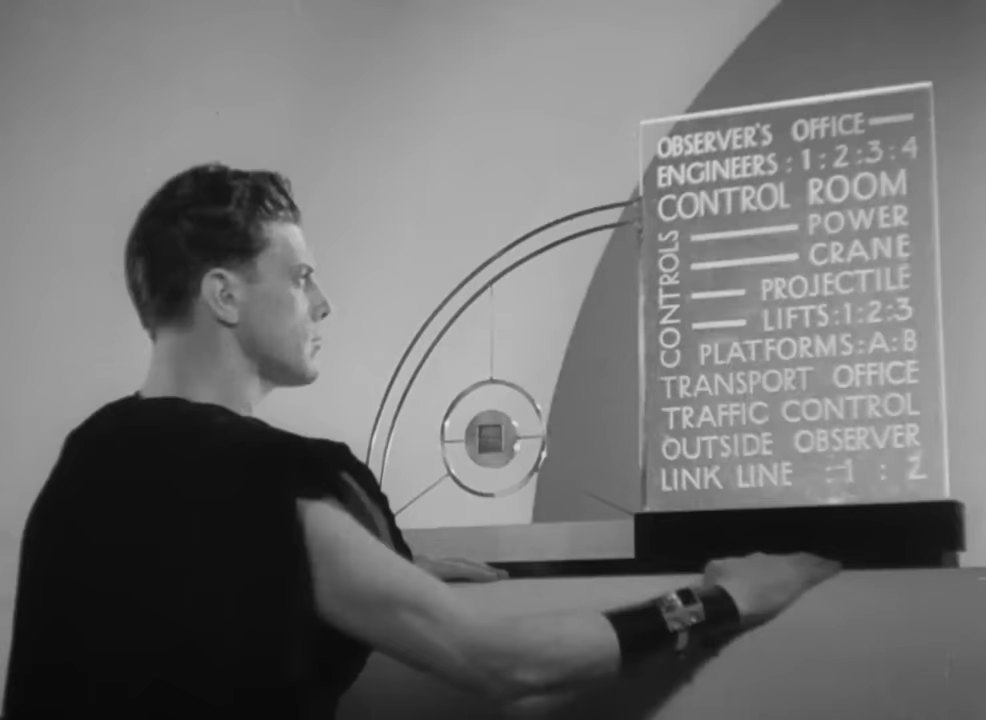 OBSERVER'S OFFICE
ENGINEERS : 1 : 2 : 3 : 4
CONTROL ROOM
CONTROLS
POWER
CRANE
PROJECTILE
LIFTS : 1 : 2 : 3
PLATFORMS : A : B
TRANSPORT OFFICE
TRAFFIC CONTROL
OUTSIDE OBSERVER
LINK LINE : 1 : 2